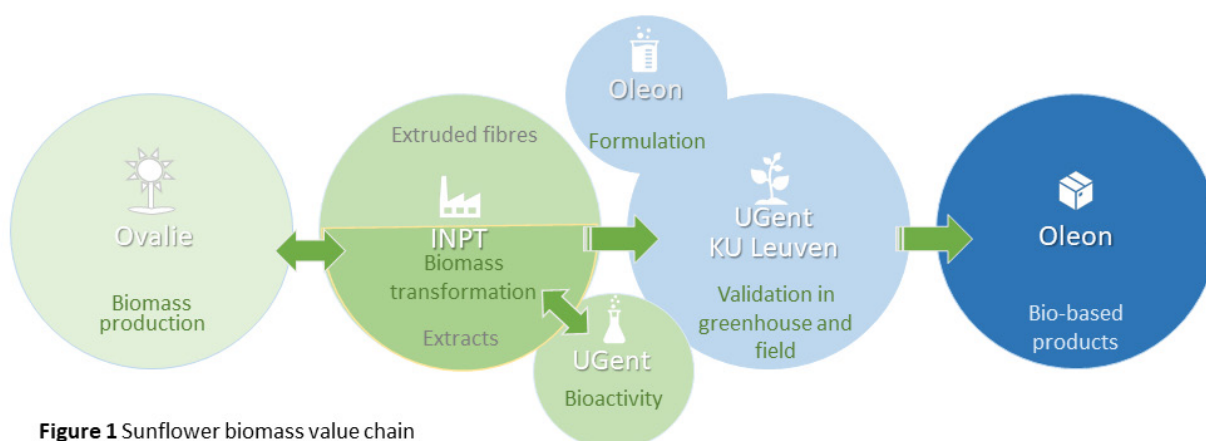 Ovalie
Biomass
production
Extruded fibres
INPT
Biomass
transformation
Extracts
UGent
Bioactivity
Oleon
Formulation
UGent
KU Leuven
Validation in
greenhouse and
field
Oleon
Bio-based
products
Figure 1 Sunflower biomass value chain